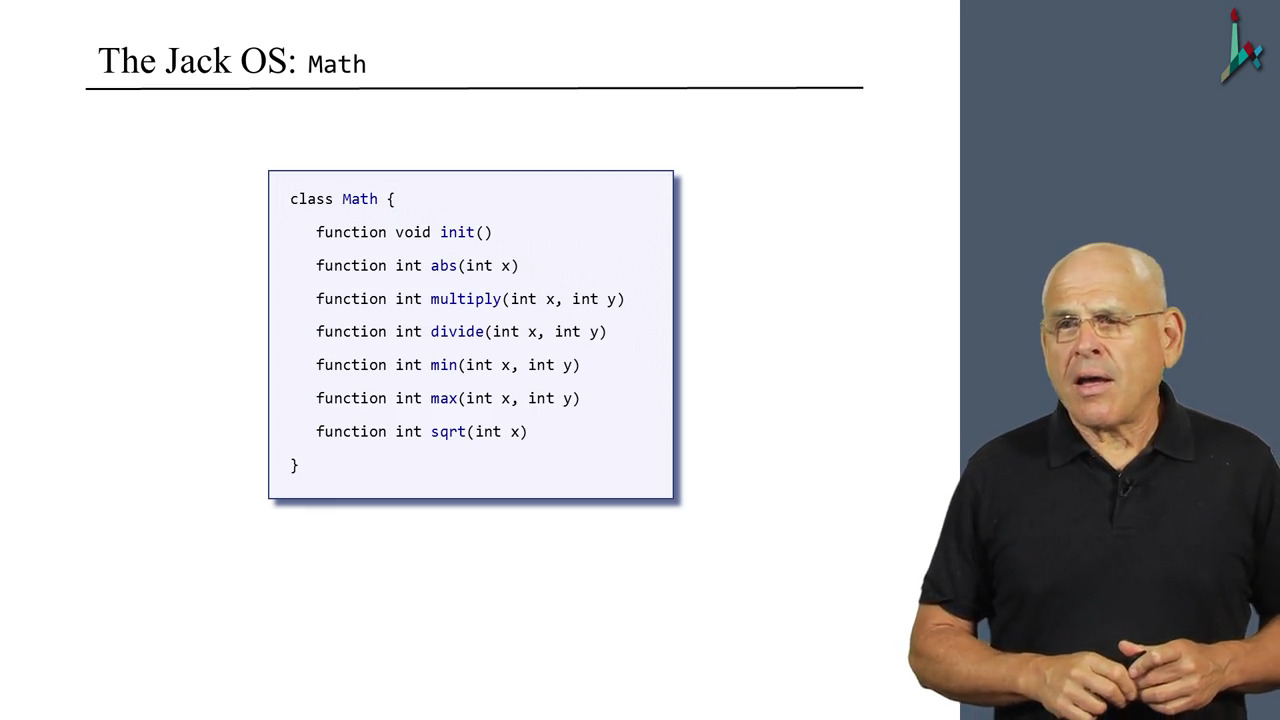 The Jack OS: Math
class Math {
function void init()
function int abs(int x)
function int multiply(int x, int y)
function int divide(int x, int y)
function int min(int x, int y)
function int max(int x, int y)
function int sqrt(int x)
}